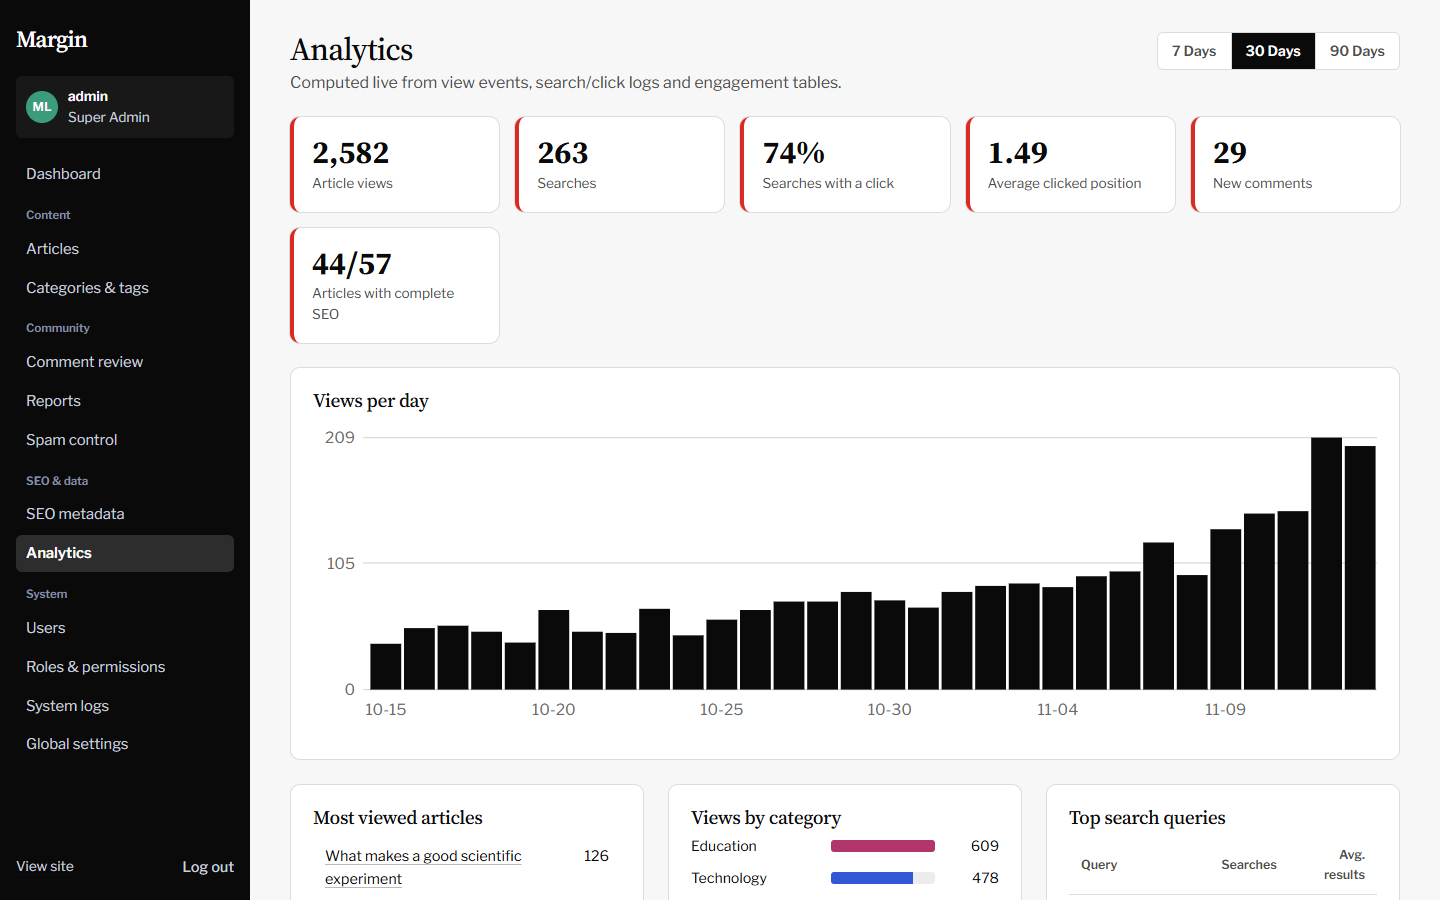 Margin
ML
admin
Super Admin
Dashboard
Content
Articles
Categories & tags
Community
Comment review
Reports
Spam control
SEO & data
SEO metadata
Analytics
System
Users
Roles & permissions
System logs
Global settings
View site
Log out
Analytics
Computed live from view events, search/click logs and engagement tables.
7 Days
30 Days
90 Days
2,582
Article views
263
Searches
74%
Searches with a click
1.49
Average clicked position
29
New comments
44/57
Articles with complete
SEO
Views per day
209
105
0
10-15
10-20
10-25
10-30
11-04
11-09
Most viewed articles
What makes a good scientific
experiment
126
Views by category
Education
609
Technology
478
Top search queries
Query
Searches
Avg.
results